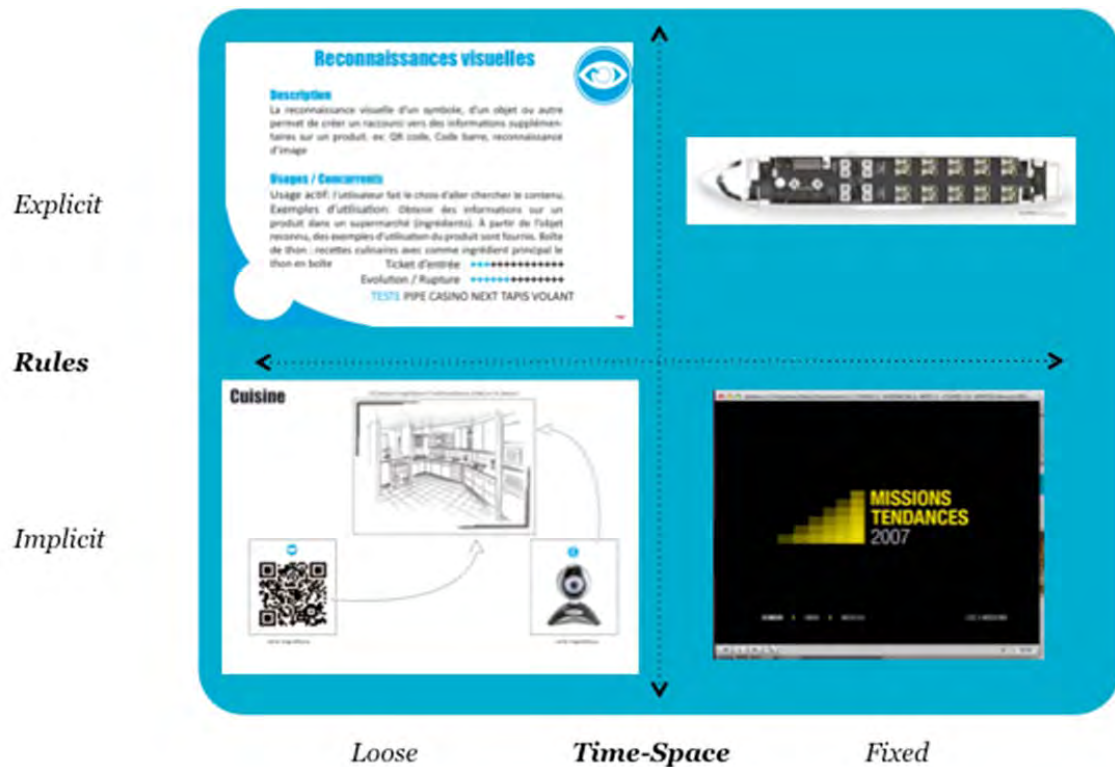 Reconnaissances visuelles
Description
La reconnaissance visuelle d'un symbole, d'un objet ou autre
permet de créer un raccourci vers des informations supplémen-
taires sur un produit. ex: QR code, Code barre, reconnaissance
d'image
Usages / Concurrents
Usage actif: l'utilisateur fait le choix d'aller chercher le contenu.
Exemples d'utilisation: Obtenir des informations sur un
produit dans un supermarché (ingrédients). À partir de l'objet
reconnu, des exemples d'utilisation du produit sont fournis. Boîte
de thon : recettes culinaires avec comme ingrédient principal le
thon en boîte
Ticket d'entrée
Evolution / Rupture
TESTE PIPE CASINO NEXT TAPIS VOLANT
Explicit
Rules
Cuisine
MISSIONS
TENDANCES
2007
Implicit
Loose
Time-Space
Fixed